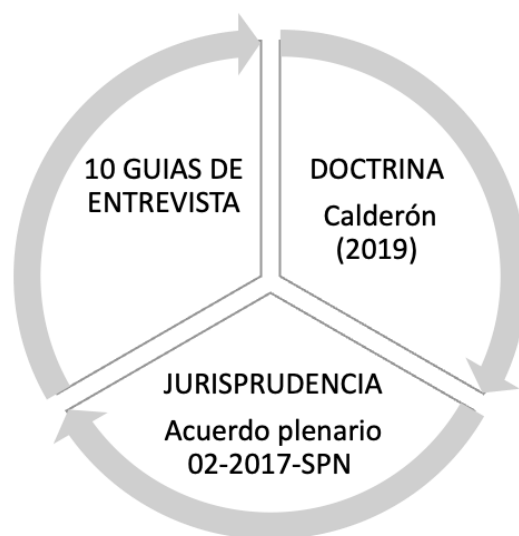 10 GUIAS DE
ENTREVISTA
DOCTRINA
Calderón
(2019)
JURISPRUDENCIA
Acuerdo plenario
02-2017-SPN